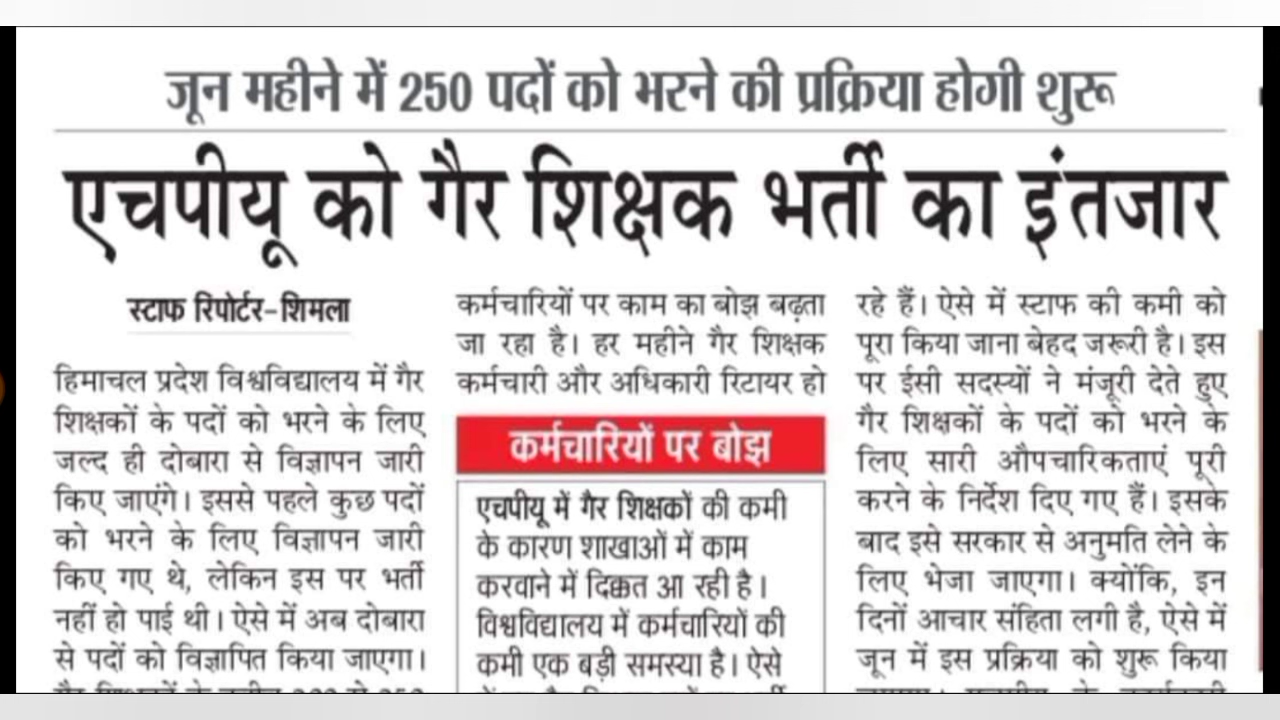 जून महीने में 250 पदों को भरने की प्रक्रिया होगी शुरू
एचपीयू को गैर शिक्षक भर्ती का इंतजार
स्टाफ रिपोर्टर-शिमला
हिमाचल प्रदेश विश्वविद्यालय में गैर
शिक्षकों के पदों को भरने के लिए
जल्द ही दोबारा से विज्ञापन जारी
किए जाएंगे। इससे पहले कुछ पदों
को भरने के लिए विज्ञापन जारी
किए गए थे, लेकिन इस पर भर्ती
नहीं हो पाई थी। ऐसे में अब दोबारा
से पदों को विज्ञापित किया जाएगा।
कर्मचारियों पर काम का बोझ बढ़ता
जा रहा है। हर महीने गैर शिक्षक
कर्मचारी और अधिकारी रिटायर हो
कर्मचारियों पर बोझ
एचपीयू में गैर शिक्षकों की कमी
के कारण शाखाओं में काम
करवाने में दिक्कत आ रही है।
विश्वविद्यालय में कर्मचारियों की
कमी एक बड़ी समस्या है। ऐसे
रहे हैं। ऐसे में स्टाफ की कमी को
पूरा किया जाना बेहद जरूरी है। इस
पर ईसी सदस्यों ने मंजूरी देते हुए
गैर शिक्षकों के पदों को भरने के
लिए सारी औपचारिकताएं पूरी
करने के निर्देश दिए गए हैं। इसके
बाद इसे सरकार से अनुमति लेने के
लिए भेजा जाएगा। क्योंकि, इन
दिनों आचार संहिता लगी है, ऐसे में
जून में इस प्रक्रिया को शुरू किया